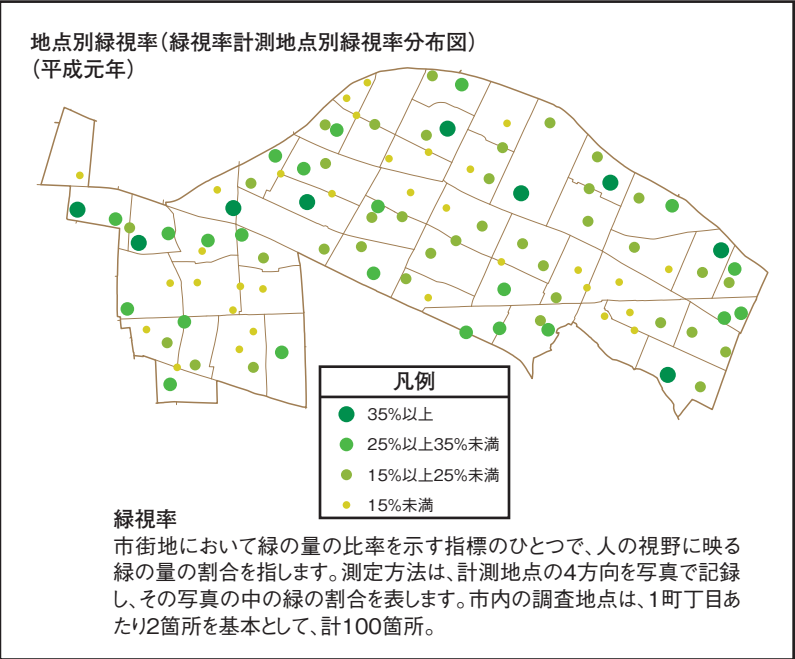 地点別緑視率(緑視率計測地点別緑視率分布図)
(平成元年)
凡例
35%以上
25%以上35%未満
15%以上25%未満
15%未満
緑視率
市街地において緑の量の比率を示す指標のひとつで、人の視野に映る
緑の量の割合を指します。測定方法は、計測地点の4方向を写真で記録
し、その写真の中の緑の割合を表します。市内の調査地点は、1町丁目あ
たり2箇所を基本として、計100箇所。